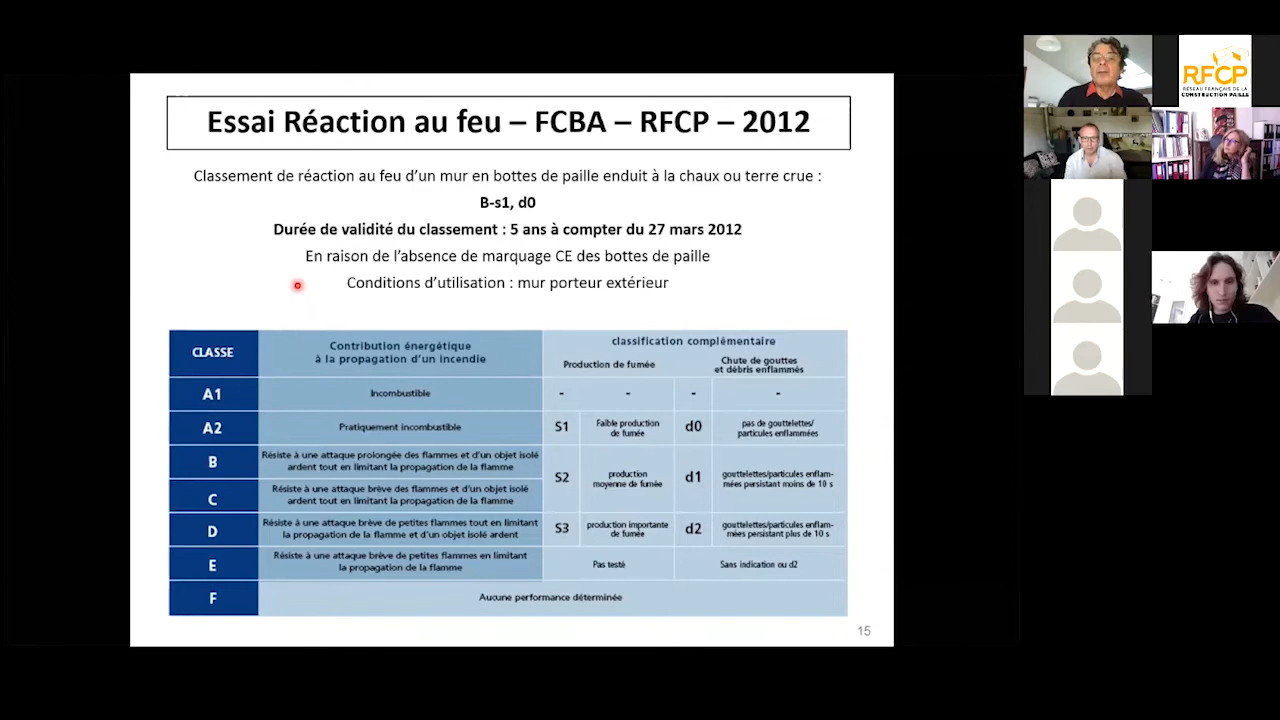 Essai Réaction au feu – FCBA – RFCP – 2012
Classement de réaction au feu d'un mur en bottes de paille enduit à la chaux ou terre crue :
B-s1, d0
Durée de validité du classement : 5 ans à compter du 27 mars 2012
En raison de l'absence de marquage CE des bottes de paille
Conditions d'utilisation : mur porteur extérieur
CLASSE
Contribution énergétique
à la propagation d'un incendie
classification complémentaire
Production de fumée
Chute de gouttes
et débris enflammés
A1
Incombustible
-
-
-
-
A2
Pratiquement incombustible
S1
Faible production
de fumée
d0
pas de gouttelettes/
particules enflammées
B
Résiste à une attaque prolongée des flammes et d'un objet isolé
ardent tout en limitant la propagation de la flamme
S2
production
moyenne de fumée
d1
gouttelettes/particules enflam-
mées persistant moins de 10 s
C
Résiste à une attaque brève des flammes et d'un objet isolé
ardent tout en limitant la propagation de la flamme
D
Résiste à une attaque brève de petites flammes tout en limitant
la propagation de la flamme et d'un objet isolé ardent
S3
production importante
de fumée
d2
gouttelettes/particules enflam-
mées persistant plus de 10 s
E
Résiste à une attaque brève de petites flammes en limitant
la propagation de la flamme
Pas testé
Sans indication ou d2
F
Aucune performance déterminée
15
RFCP
RÉSEAU FRANÇAIS DE LA
CONSTRUCTION PAILLE